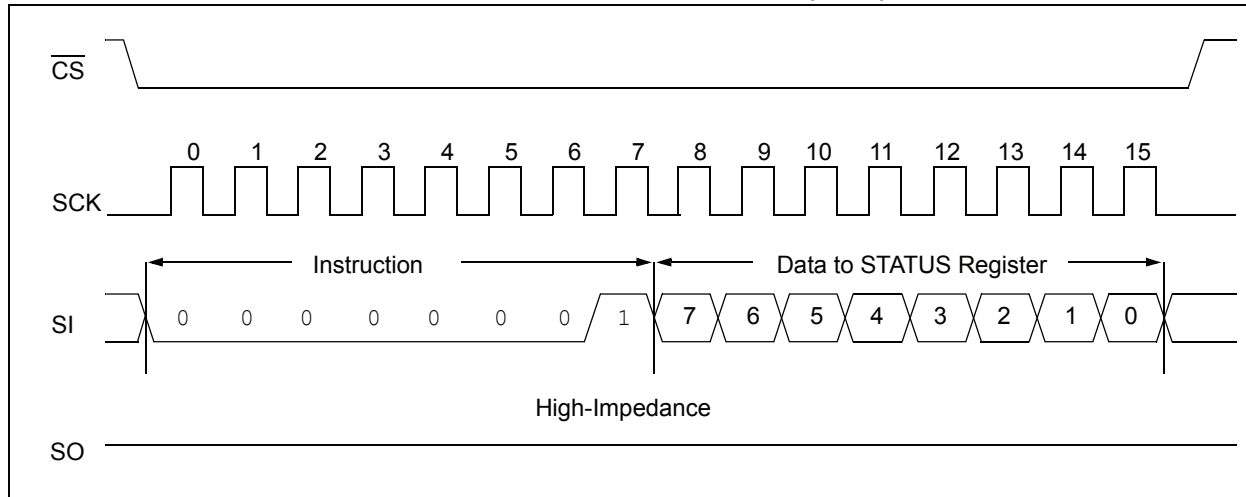 CS
0 1 2 3 4 5 6 7 8 9 10 11 12 13 14 15
SCK
Instruction Data to STATUS Register
SI 0 0 0 0 0 0 0 1 7 6 5 4 3 2 1 0
High-Impedance
SO